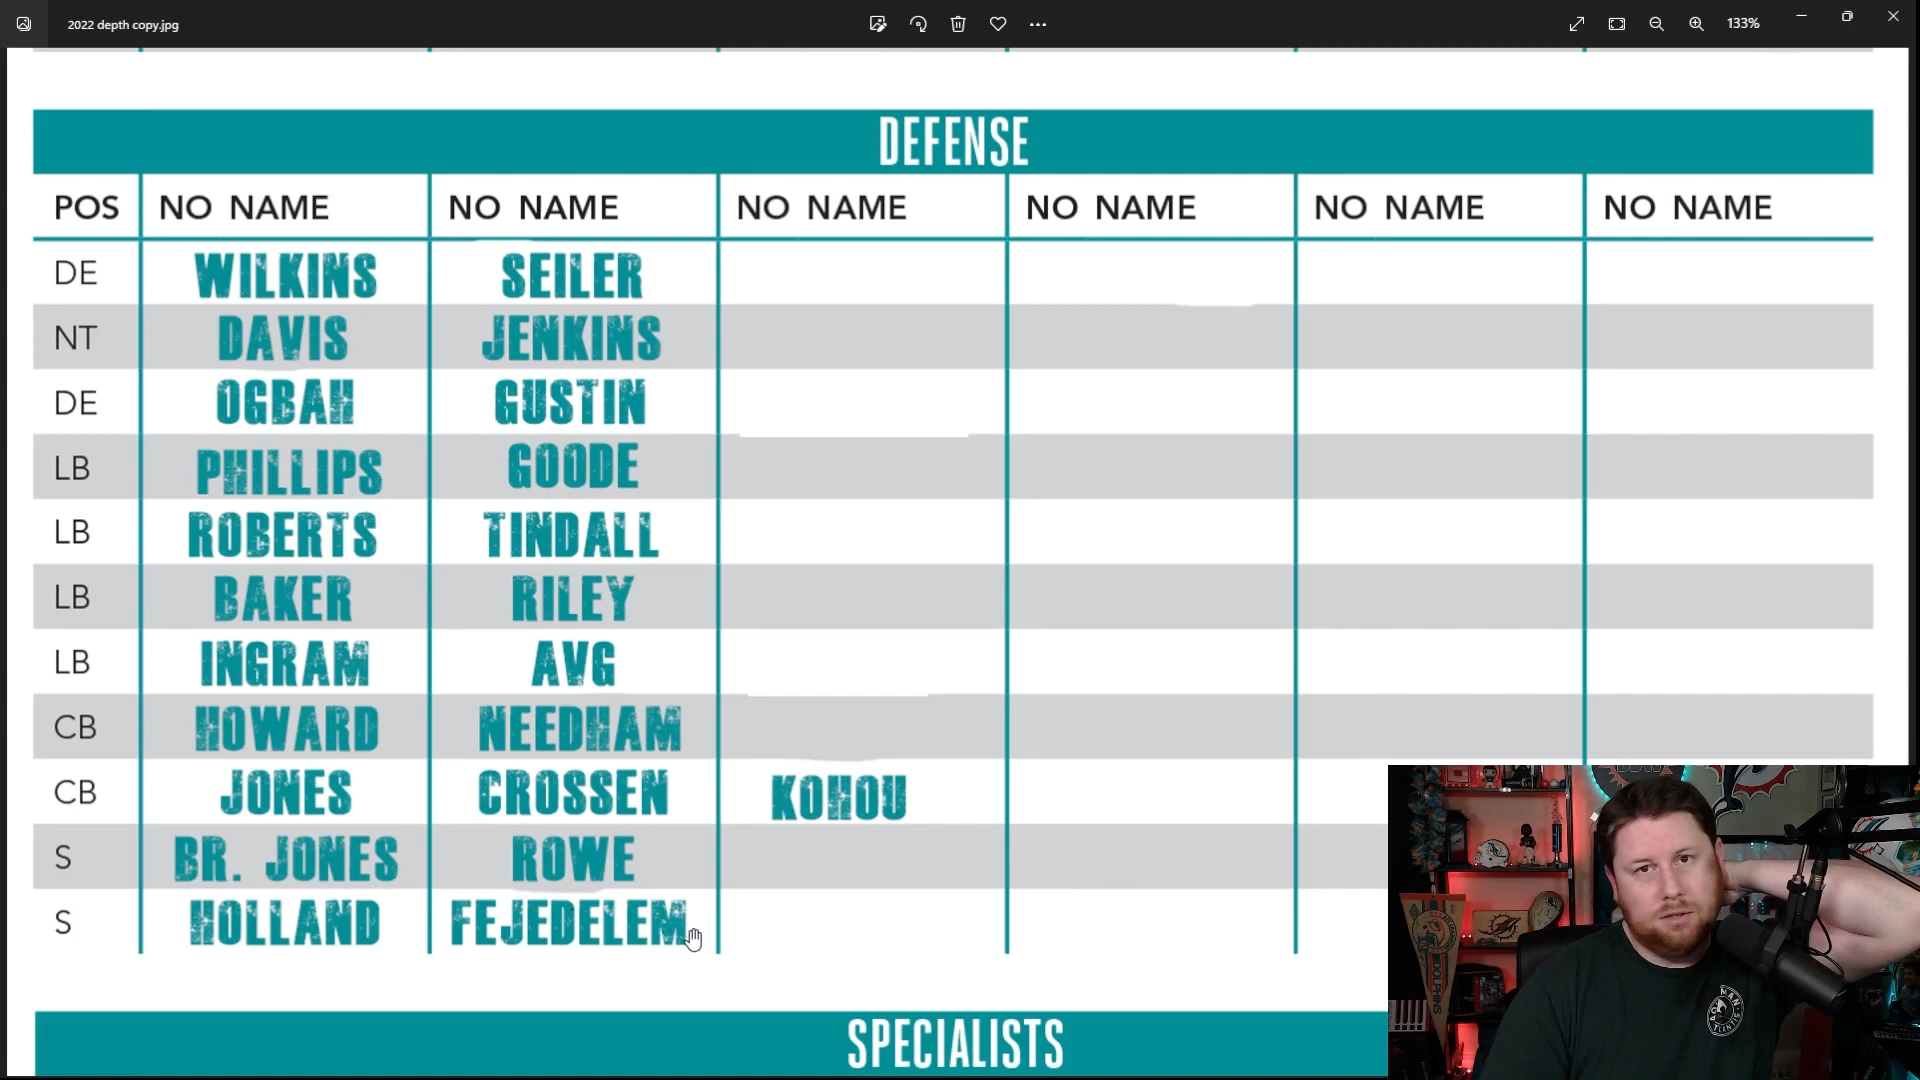 2022 depth copy.jpg
133%
DEFENSE
POS NO NAME NO NAME NO NAME NO NAME NO NAME NO NAME
DE WILKINS SEILER
NT DAVIS JENKINS
DE OGBAH GUSTIN
LB PHILLIPS GOODE
LB ROBERTS TINDALL
LB BAKER RILEY
LB INGRAM AVG
CB HOWARD NEEDHAM
CB JONES CROSSEN KOHOU
S BR. JONES ROWE
S HOLLAND FEJEDELEM
SPECIALISTS